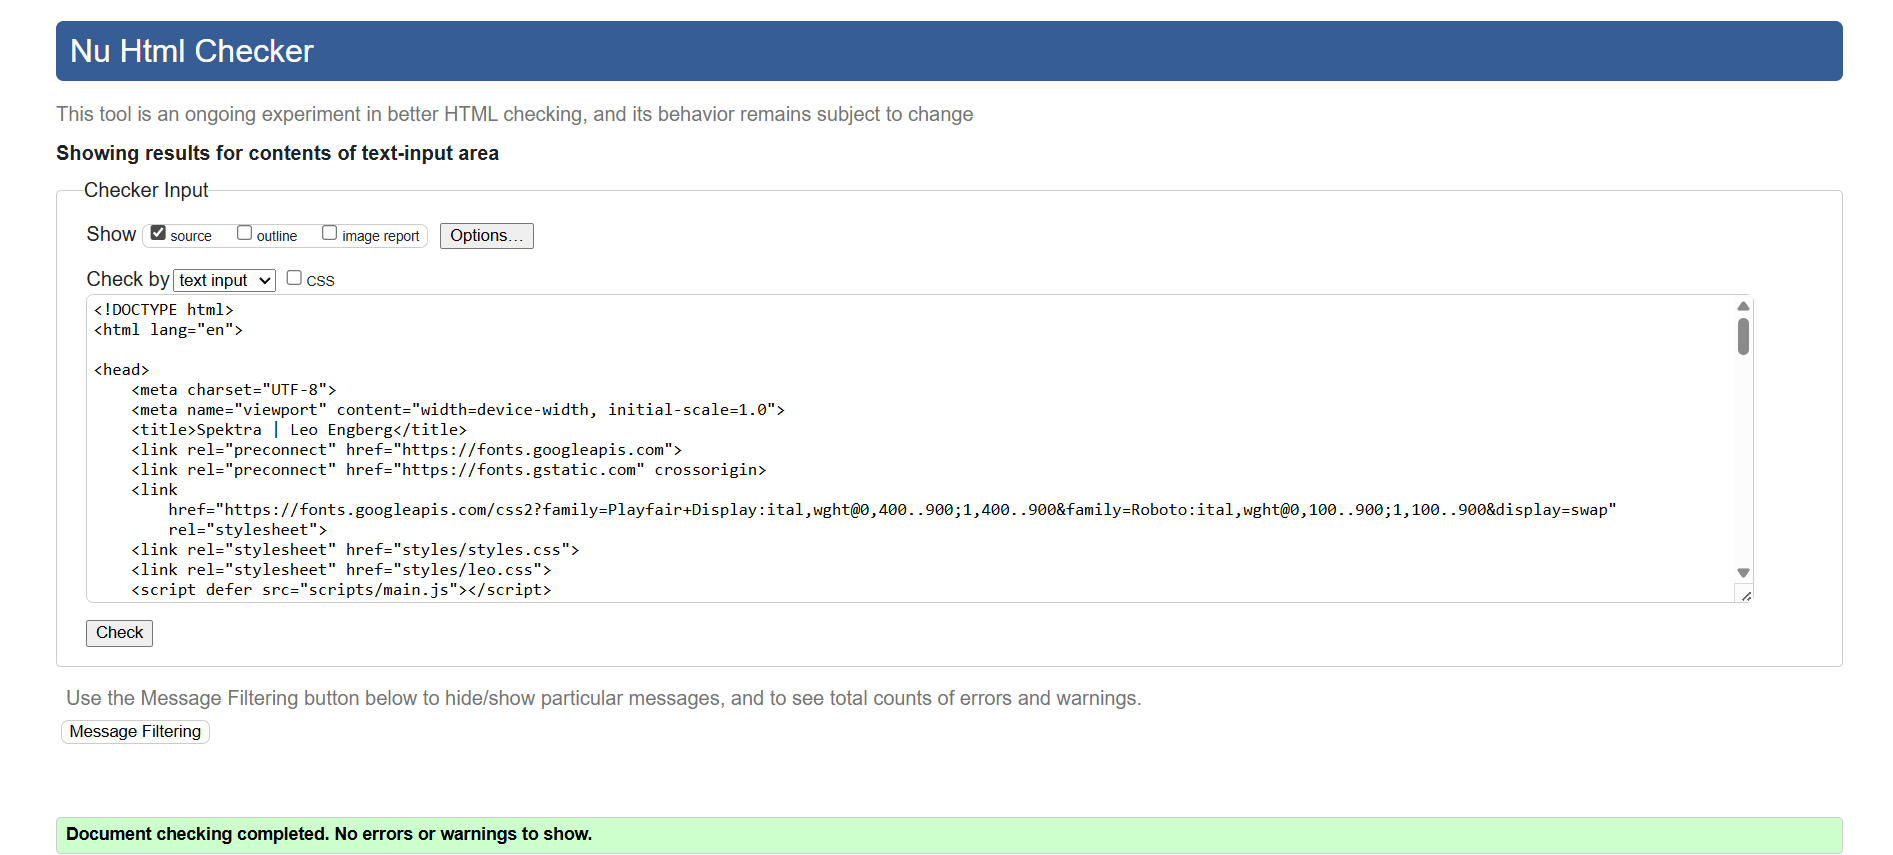 Nu Html Checker
This tool is an ongoing experiment in better HTML checking, and its behavior remains subject to change
Showing results for contents of text-input area
Checker Input
Show source outline image report Options...
Check by text input CSS
<!DOCTYPE html>
<html lang="en">
<head>
<meta charset="UTF-8">
<meta name="viewport" content="width=device-width, initial-scale=1.0">
<title>Spektra | Leo Engberg</title>
<link rel="preconnect" href="https://fonts.googleapis.com">
<link rel="preconnect" href="https://fonts.gstatic.com" crossorigin>
<link
href="https://fonts.googleapis.com/css2?family=Playfair+Display:ital,wght@0,400..900;1,400..900&family=Roboto:ital,wght@0,100..900;1,100..900&display=swap"
rel="stylesheet">
<link rel="stylesheet" href="styles/styles.css">
<link rel="stylesheet" href="styles/leo.css">
<script defer src="scripts/main.js"></script>
Check
Use the Message Filtering button below to hide/show particular messages, and to see total counts of errors and warnings.
Message Filtering
Document checking completed. No errors or warnings to show.